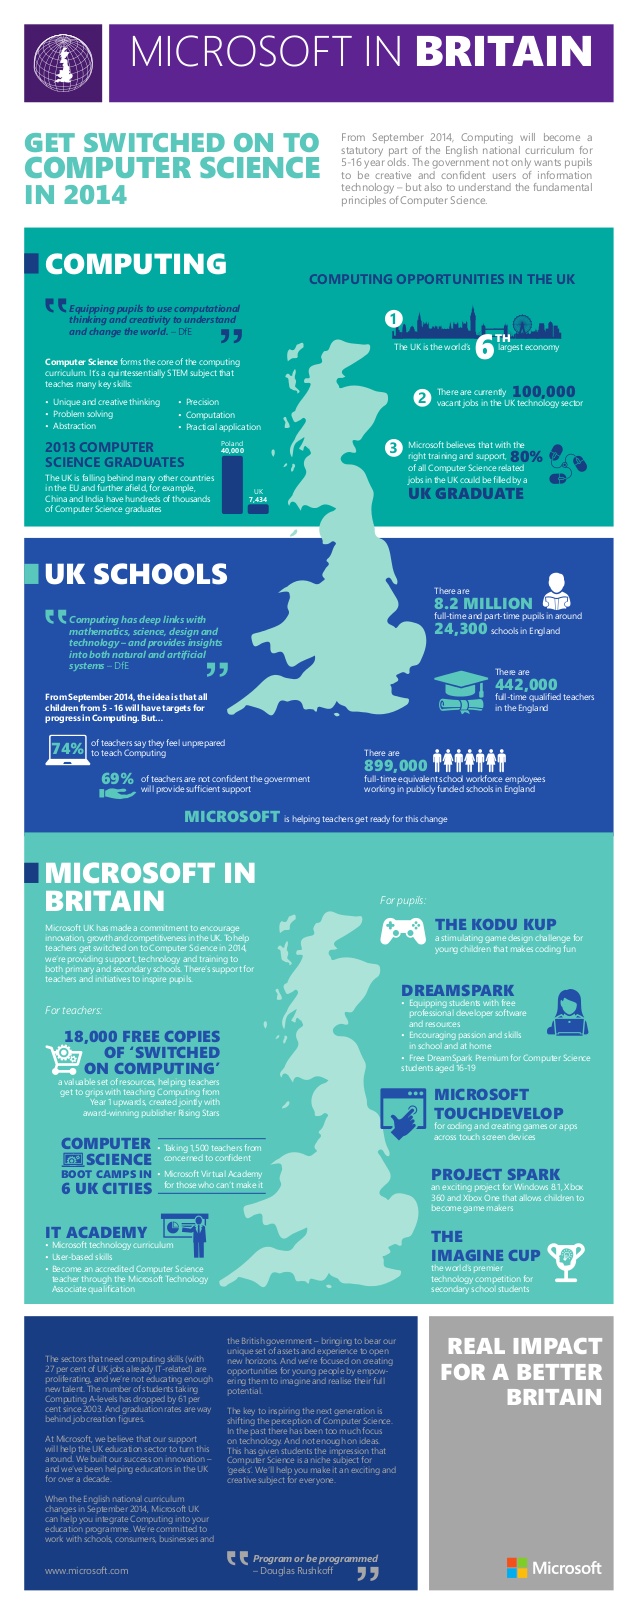 MICROSOFT IN BRITAIN
GET SWITCHED ON TO
COMPUTER SCIENCE
IN 2014
From September 2014, Computing will become a
statutory part of the English national curriculum for
5-16 year olds. The government not only wants pupils
to be creative and confident users of information
technology – but also to understand the fundamental
principles of Computer Science.
COMPUTING
Equipping pupils to use computational
thinking and creativity to understand
and change the world. – DfE
Computer Science forms the core of the computing
curriculum. It's a quintessentially STEM subject that
teaches many key skills:
• Unique and creative thinking
• Problem solving
• Abstraction
• Precision
• Computation
• Practical application
2013 COMPUTER
SCIENCE GRADUATES
The UK is falling behind many other countries
in the EU and further afield, for example,
China and India have hundreds of thousands
of Computer Science graduates
Poland
40,000
UK
7,434
COMPUTING OPPORTUNITIES IN THE UK
1
The UK is the world's 6TH largest economy
2
There are currently 100,000
vacant jobs in the UK technology sector
3
Microsoft believes that with the
right training and support, 80%
of all Computer Science related
jobs in the UK could be filled by a
UK GRADUATE
UK SCHOOLS
Computing has deep links with
mathematics, science, design and
technology – and provides insights
into both natural and artificial
systems – DfE
From September 2014, the idea is that all
children from 5 - 16 will have targets for
progress in Computing. But...
74%
of teachers say they feel unprepared
to teach Computing
69%
of teachers are not confident the government
will provide sufficient support
There are
8.2 MILLION
full-time and part-time pupils in around
24,300 schools in England
There are
442,000
full-time qualified teachers
in the England
There are
899,000
full-time equivalent school workforce employees
working in publicly funded schools in England
MICROSOFT is helping teachers get ready for this change
MICROSOFT IN
BRITAIN
Microsoft UK has made a commitment to encourage
innovation, growth and competitiveness in the UK. To help
teachers get switched on to Computer Science in 2014,
we're providing support, technology and training to
both primary and secondary schools. There's support for
teachers and initiatives to inspire pupils.
For teachers:
18,000 FREE COPIES
OF 'SWITCHED
ON COMPUTING'
a valuable set of resources, helping teachers
get to grips with teaching Computing from
Year 1 upwards, created jointly with
award-winning publisher Rising Stars
COMPUTER
SCIENCE
BOOT CAMPS IN
6 UK CITIES
• Taking 1,500 teachers from
concerned to confident
• Microsoft Virtual Academy
for those who can't make it
IT ACADEMY
• Microsoft technology curriculum
• User-based skills
• Become an accredited Computer Science
teacher through the Microsoft Technology
Associate qualification
For pupils:
THE KODU KUP
a stimulating game design challenge for
young children that makes coding fun
DREAMSPARK
• Equipping students with free
professional developer software
and resources
• Encouraging passion and skills
in school and at home
• Free DreamSpark Premium for Computer Science
students aged 16-19
MICROSOFT
TOUCHDEVELOP
for coding and creating games or apps
across touch screen devices
PROJECT SPARK
an exciting project for Windows 8.1, Xbox
360 and Xbox One that allows children to
become game makers
THE
IMAGINE CUP
the world's premier
technology competition for
secondary school students
The sectors that need computing skills (with
27 per cent of UK jobs already IT-related) are
proliferating, and we're not educating enough
new talent. The number of students taking
Computing A-levels has dropped by 61 per
cent since 2003. And graduation rates are way
behind job creation figures.
At Microsoft, we believe that our support
will help the UK education sector to turn this
around. We built our success on innovation –
and we've been helping educators in the UK
for over a decade.
When the English national curriculum
changes in September 2014, Microsoft UK
can help you integrate Computing into your
education programme. We're committed to
work with schools, consumers, businesses and
the British government – bringing to bear our
unique set of assets and experience to open
new horizons. And we're focused on creating
opportunities for young people by empow-
ering them to imagine and realise their full
potential.
The key to inspiring the next generation is
shifting the perception of Computer Science.
In the past there has been too much focus
on technology. And not enough on ideas.
This has given students the impression that
Computer Science is a niche subject for
'geeks'. We'll help you make it an exciting and
creative subject for everyone.
www.microsoft.com
Program or be programmed
– Douglas Rushkoff
REAL IMPACT
FOR A BETTER
BRITAIN
Microsoft